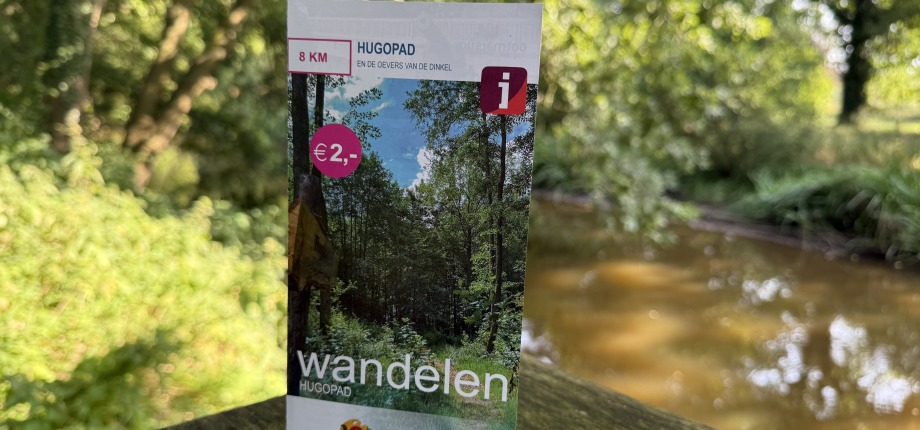 8 KM
HUGOPAD
EN DE OEVERS VAN DE DINKEL
i
€2,-
wandelen
HUGOPAD